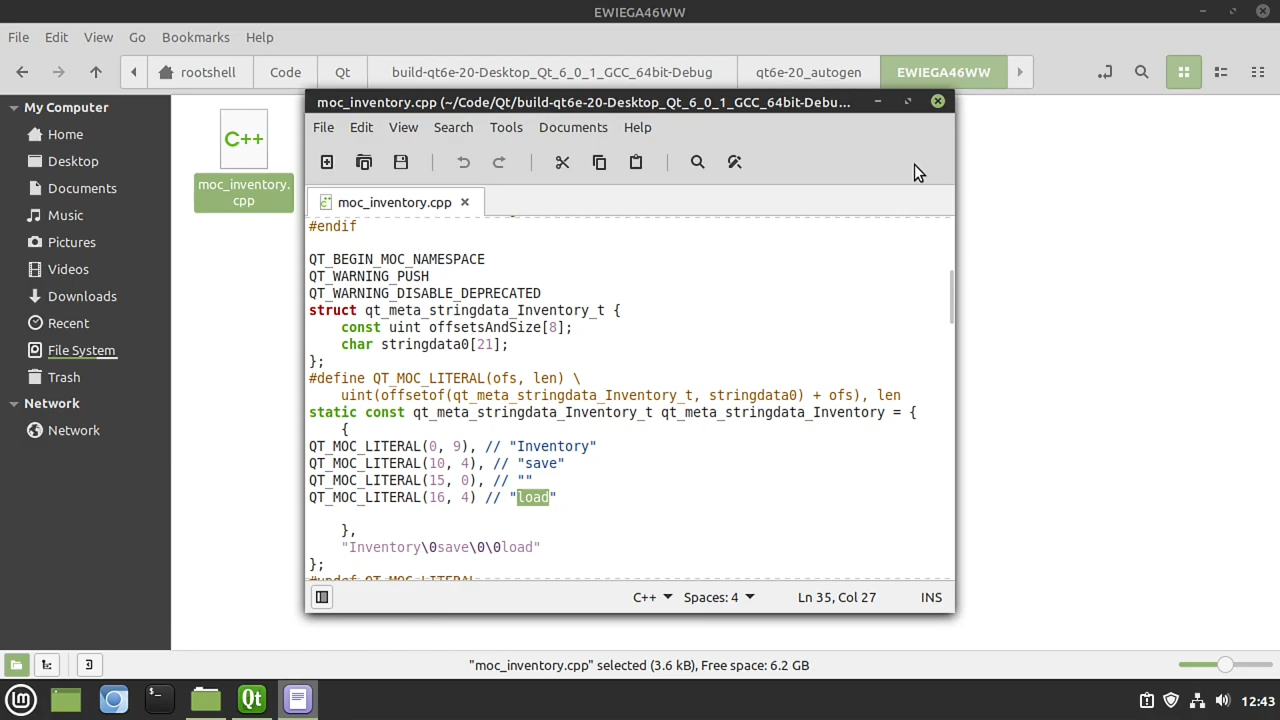 EWIEGA46WW
File Edit View Go Bookmarks Help
rootshell Code Qt build-qt6e-20-Desktop_Qt_6_0_1_GCC_64bit-Debug qt6e-20_autogen EWIEGA46WW
My Computer
Home
Desktop
Documents
Music
Pictures
Videos
Downloads
Recent
File System
Trash
Network
Network
C++
moc_inventory.
cpp
moc_inventory.cpp (~/Code/Qt/build-qt6e-20-Desktop_Qt_6_0_1_GCC_64bit-Debu...
File Edit View Search Tools Documents Help
moc_inventory.cpp
#endif
QT_BEGIN_MOC_NAMESPACE
QT_WARNING_PUSH
QT_WARNING_DISABLE_DEPRECATED
struct qt_meta_stringdata_Inventory_t {
const uint offsetsAndSize[8];
char stringdata0[21];
};
#define QT_MOC_LITERAL(ofs, len) \
uint(offsetof(qt_meta_stringdata_Inventory_t, stringdata0) + ofs), len
static const qt_meta_stringdata_Inventory_t qt_meta_stringdata_Inventory = {
{
QT_MOC_LITERAL(0, 9), // "Inventory"
QT_MOC_LITERAL(10, 4), // "save"
QT_MOC_LITERAL(15, 0), // ""
QT_MOC_LITERAL(16, 4) // "load"
},
"Inventory\0save\0\0load"
};
#undef QT_MOC_LITERAL
C++ Spaces: 4 Ln 35, Col 27 INS
"moc_inventory.cpp" selected (3.6 kB), Free space: 6.2 GB
Qt
12:43